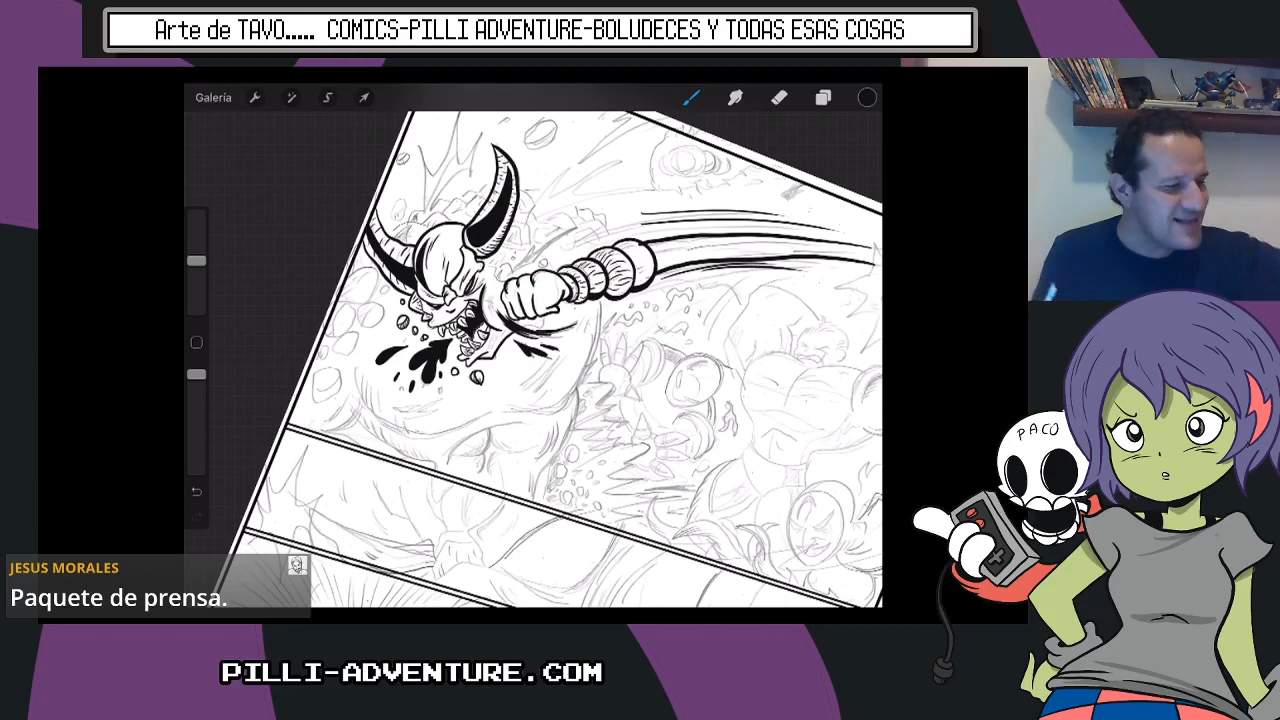 Arte de TAVO..... COMICS-PILLI ADVENTURE-BOLUDECES Y TODAS ESAS COSAS
Galería
PACO
JESUS MORALES
Paquete de prensa.
PILLI-ADVENTURE.COM